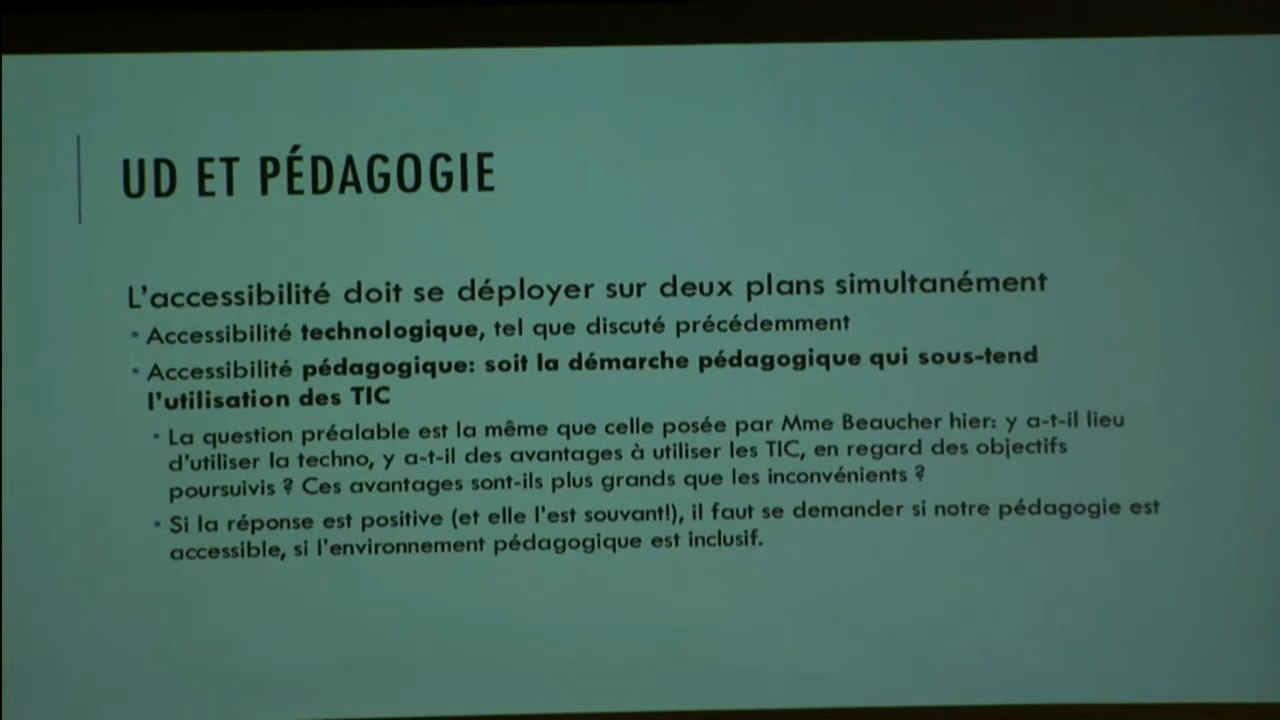 UD ET PÉDAGOGIE
L'accessibilité doit se déployer sur deux plans simultanément
▪ Accessibilité technologique, tel que discuté précédemment
▪ Accessibilité pédagogique: soit la démarche pédagogique qui sous-tend
l'utilisation des TIC
▪ La question préalable est la même que celle posée par Mme Beaucher hier: y a-t-il lieu
d'utiliser la techno, y a-t-il des avantages à utiliser les TIC, en regard des objectifs
poursuivis ? Ces avantages sont-ils plus grands que les inconvénients ?
▪ Si la réponse est positive (et elle l'est souvant!), il faut se demander si notre pédagogie est
accessible, si l'environnement pédagogique est inclusif.